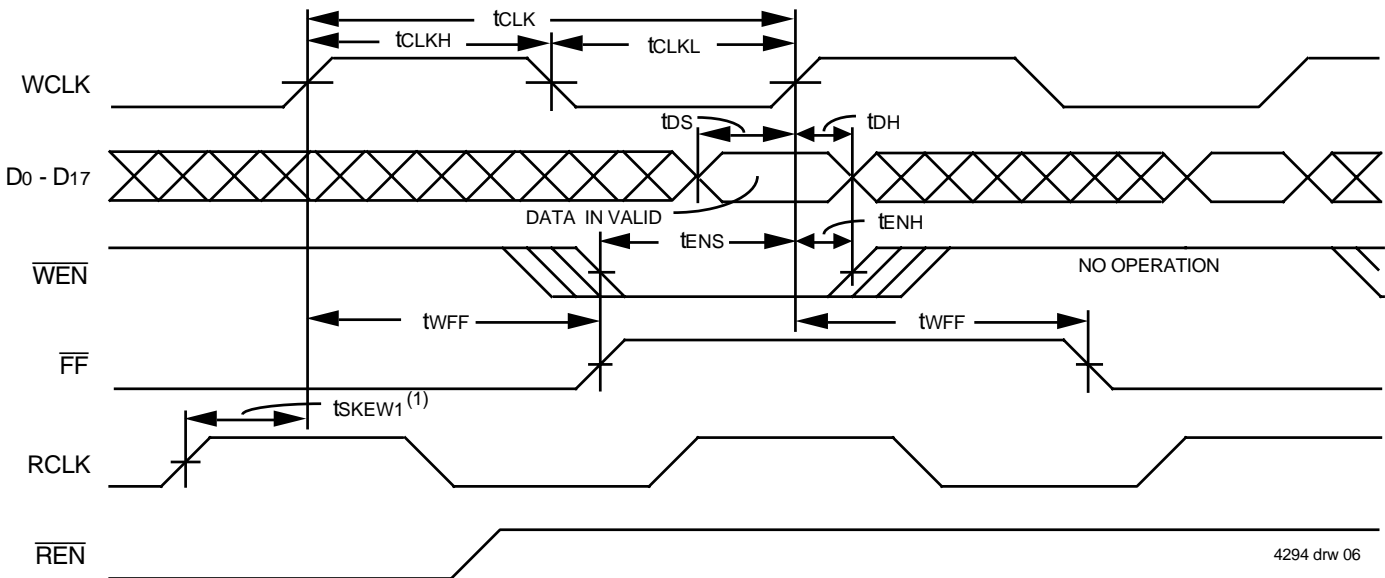 tCLK
tCLKH
tCLKL
WCLK
tDS
tDH
D0 - D17
DATA IN VALID
tENS
tENH
WEN
NO OPERATION
tWFF
tWFF
FF
tSKEW1(1)
RCLK
REN
4294 drw 06